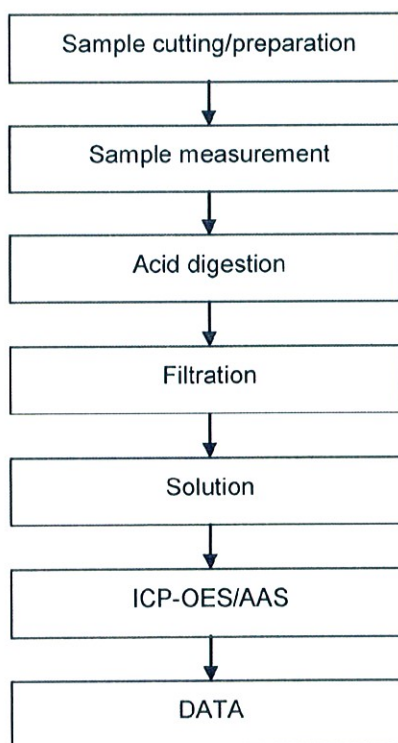 Sample cutting/preparation
Sample measurement
Acid digestion
Filtration
Solution
ICP-OES/AAS
DATA